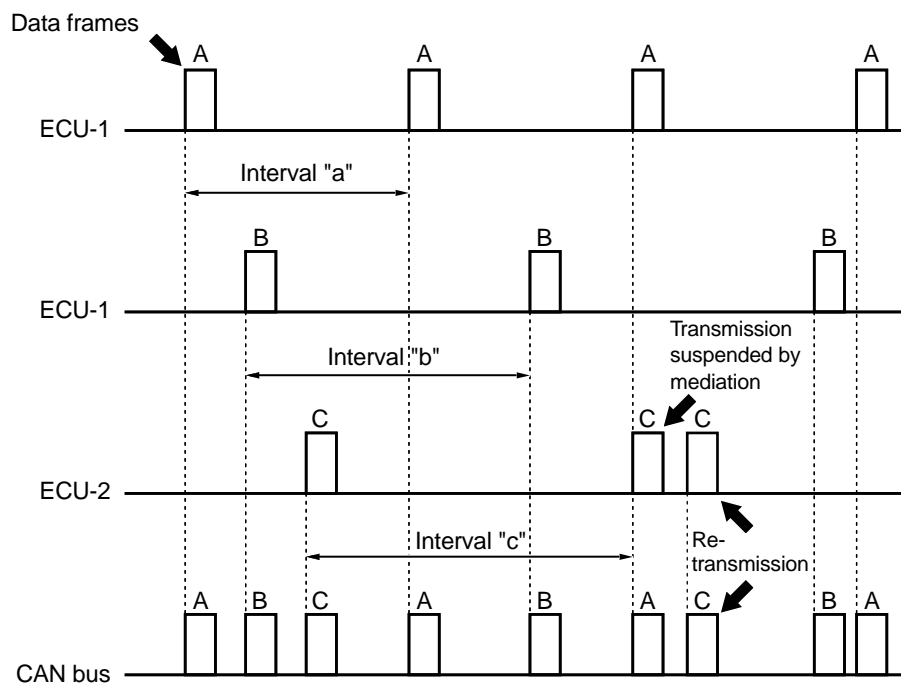 Data frames
A A A A
ECU-1
Interval "a"
B B B
ECU-1
Transmission
suspended by
mediation
Interval "b"
C C C
ECU-2
Interval "c"
Re-
transmission
A B C A B A C B A
CAN bus